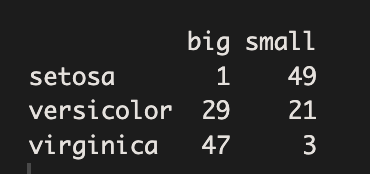 big small
setosa 1 49
versicolor 29 21
virginica 47 3